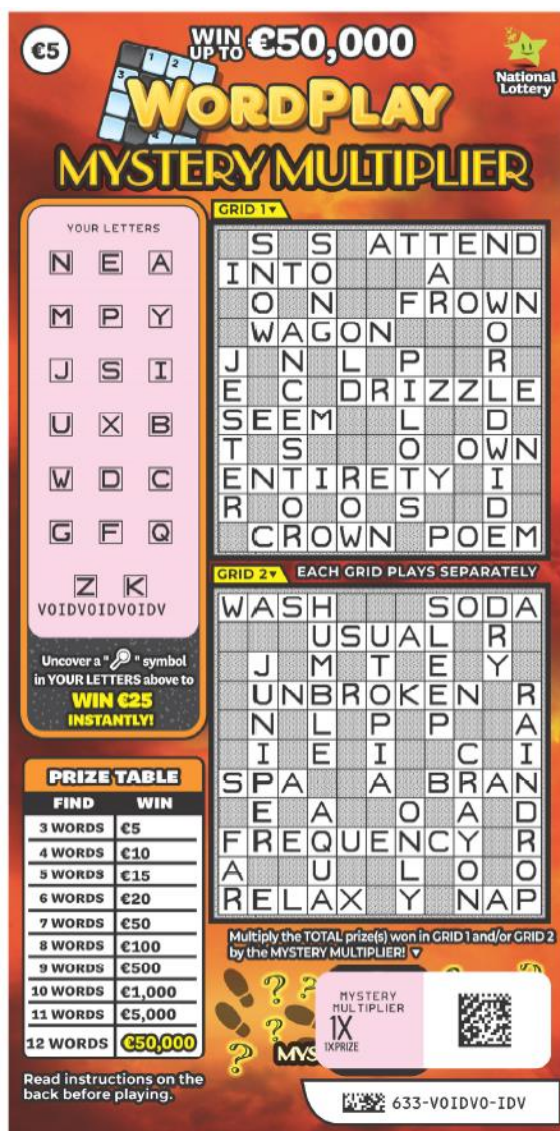 €5
WIN UP TO €50,000
National Lottery
1 2
3
WORDPLAY
MYSTERY MULTIPLIER
YOUR LETTERS
N E A
M P Y
J S I
U X B
W D C
G F Q
Z K
VOIDVOIDVOIDV
Uncover a " " symbol
in YOUR LETTERS above to
WIN €25
INSTANTLY!
PRIZE TABLE
FIND WIN
3 WORDS €5
4 WORDS €10
5 WORDS €15
6 WORDS €20
7 WORDS €50
8 WORDS €100
9 WORDS €500
10 WORDS €1,000
11 WORDS €5,000
12 WORDS €50,000
Read instructions on the
back before playing.
GRID 1
S S ATTEND
INTO A
O N FROWN
WAGON O
J N L P R
E C DRIZZLE
SEEM L D
T S O OWN
ENTIRETY I
R O O S D
CROWN POEM
GRID 2 EACH GRID PLAYS SEPARATELY
WASH SODA
USUAL R
J M T E Y
UNBROKEN R
N L P P A
I E I C I
SPA A BRAN
E A O A D
FREQUENCY R
A U L O O
RELAX Y NAP
Multiply the TOTAL prize(s) won in GRID 1 and/or GRID 2
by the MYSTERY MULTIPLIER!
? ? ? ? ? ?
MYSTERY
MULTIPLIER
1X
1XPRIZE
MYS
633-VOIDVO-IDV